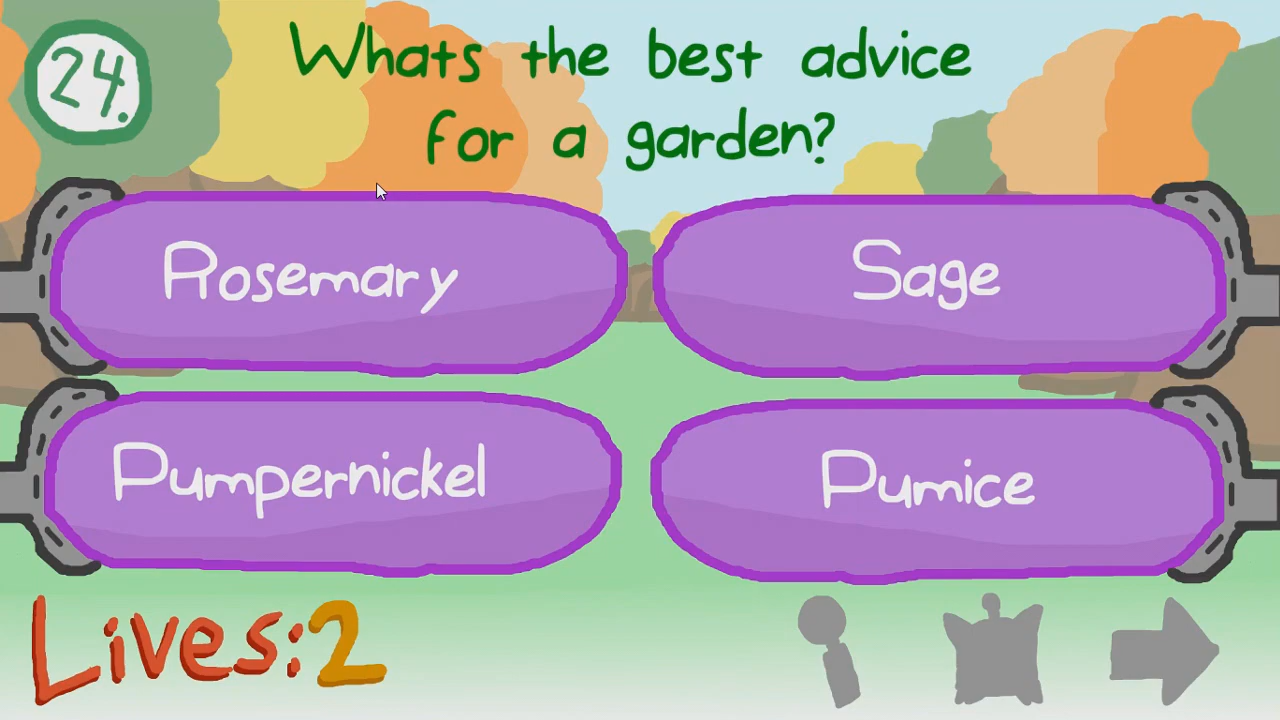 24.
Whats the best advice
for a garden?
Rosemary
Sage
Pumpernickel
Pumice
Lives:2